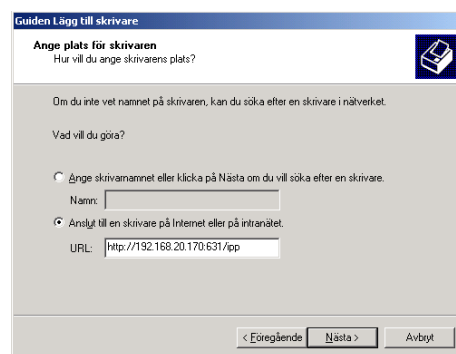 Guiden Lägg till skrivare
Ange plats för skrivaren
Hur vill du ange skrivarens plats?
Om du inte vet namnet på skrivaren, kan du söka efter en skrivare i nätverket.
Vad vill du göra?
Ange skrivarnamnet eller klicka på Nästa om du vill söka efter en skrivare.
Namn:
Anslut till en skrivare på Internet eller på intranätet.
URL: http://192.168.20.170:631/ipp
< Föregående Nästa > Avbryt